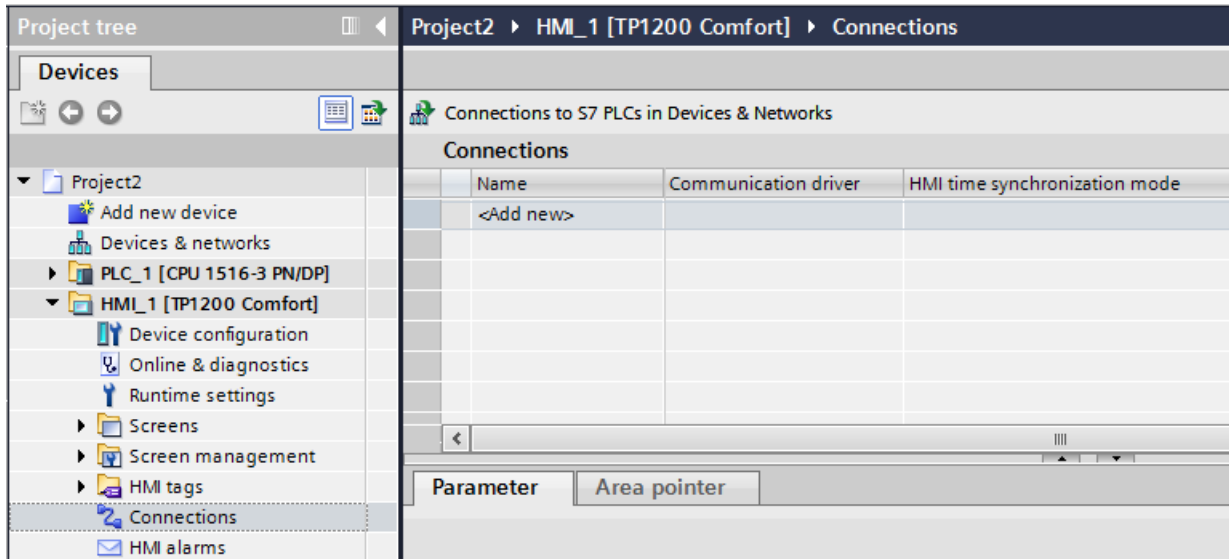 Project tree
Project2 ▸ HMI_1 [TP1200 Comfort] ▸ Connections
Devices
Connections to S7 PLCs in Devices & Networks
Connections
Name Communication driver HMI time synchronization mode
<Add new>
Project2
Add new device
Devices & networks
PLC_1 [CPU 1516-3 PN/DP]
HMI_1 [TP1200 Comfort]
Device configuration
Online & diagnostics
Runtime settings
Screens
Screen management
HMI tags
Connections
HMI alarms
Parameter Area pointer